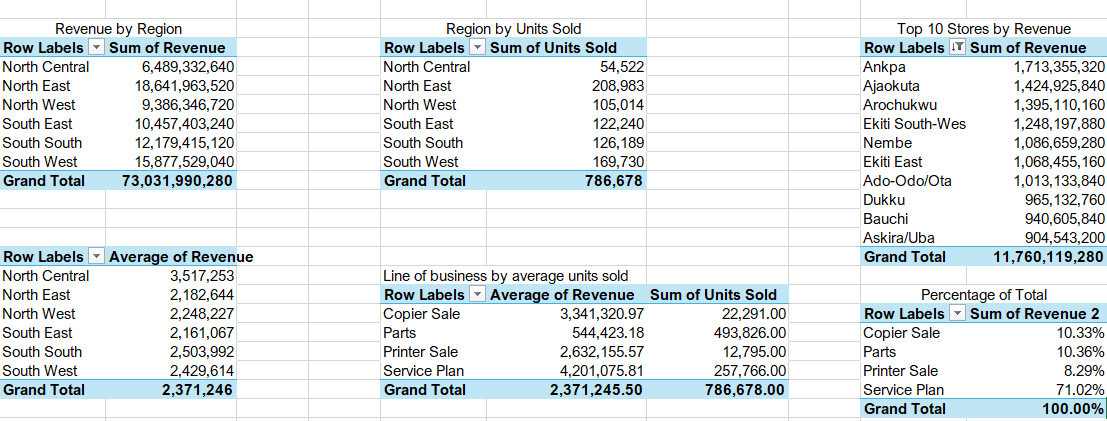 Revenue by Region
Row Labels Sum of Revenue
North Central 6,489,332,640
North East 18,641,963,520
North West 9,386,346,720
South East 10,457,403,240
South South 12,179,415,120
South West 15,877,529,040
Grand Total 73,031,990,280
Region by Units Sold
Row Labels Sum of Units Sold
North Central 54,522
North East 208,983
North West 105,014
South East 122,240
South South 126,189
South West 169,730
Grand Total 786,678
Top 10 Stores by Revenue
Row Labels Sum of Revenue
Ankpa 1,713,355,320
Ajaokuta 1,424,925,840
Arochukwu 1,395,110,160
Ekiti South-Wes 1,248,197,880
Nembe 1,086,659,280
Ekiti East 1,068,455,160
Ado-Odo/Ota 1,013,133,840
Dukku 965,132,760
Bauchi 940,605,840
Askira/Uba 904,543,200
Grand Total 11,760,119,280
Row Labels Average of Revenue
North Central 3,517,253
North East 2,182,644
North West 2,248,227
South East 2,161,067
South South 2,503,992
South West 2,429,614
Grand Total 2,371,246
Line of business by average units sold
Row Labels Average of Revenue Sum of Units Sold
Copier Sale 3,341,320.97 22,291.00
Parts 544,423.18 493,826.00
Printer Sale 2,632,155.57 12,795.00
Service Plan 4,201,075.81 257,766.00
Grand Total 2,371,245.50 786,678.00
Percentage of Total
Row Labels Sum of Revenue 2
Copier Sale 10.33%
Parts 10.36%
Printer Sale 8.29%
Service Plan 71.02%
Grand Total 100.00%